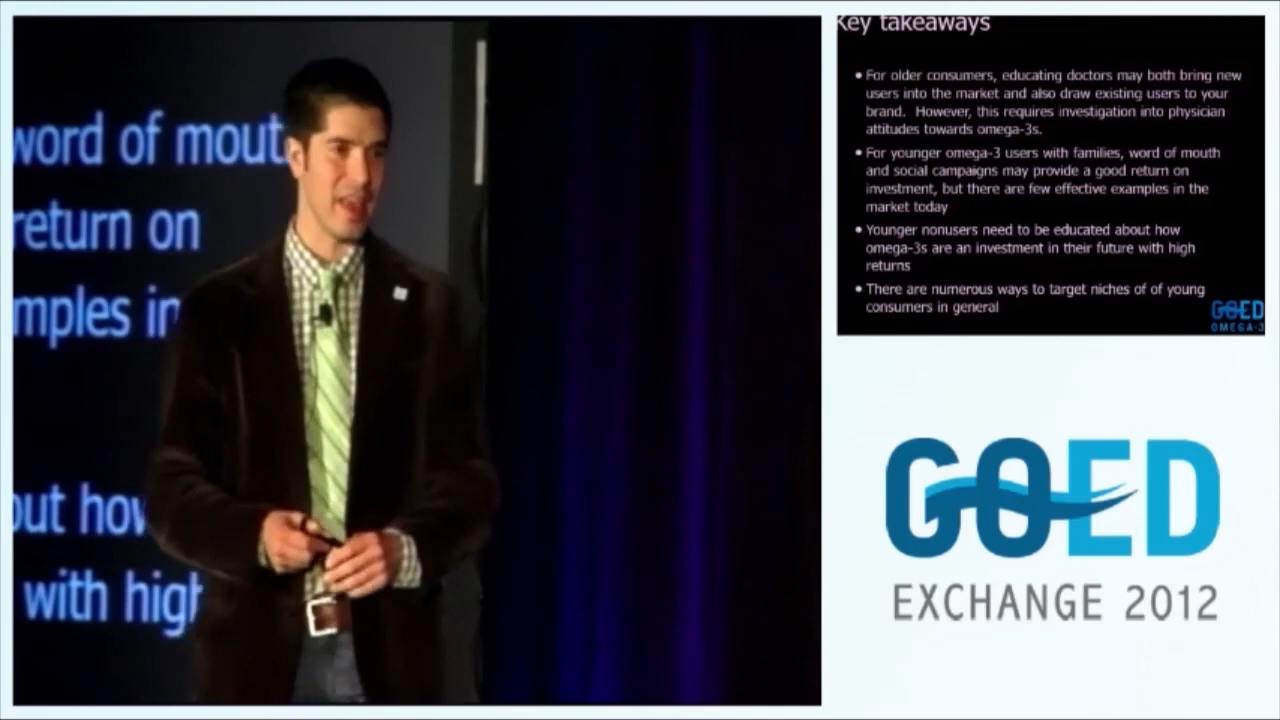 word of mout
return on
mples in
out how
with high
Key takeaways
• For older consumers, educating doctors may both bring new
users into the market and also draw existing users to your
brand. However, this requires investigation into physician
attitudes towards omega-3s.
• For younger omega-3 users with families, word of mouth
and social campaigns may provide a good return on
investment, but there are few effective examples in the
market today
• Younger nonusers need to be educated about how
omega-3s are an investment in their future with high
returns
• There are numerous ways to target niches of of young
consumers in general
GOED
OMEGA-3
GOED
EXCHANGE 2012